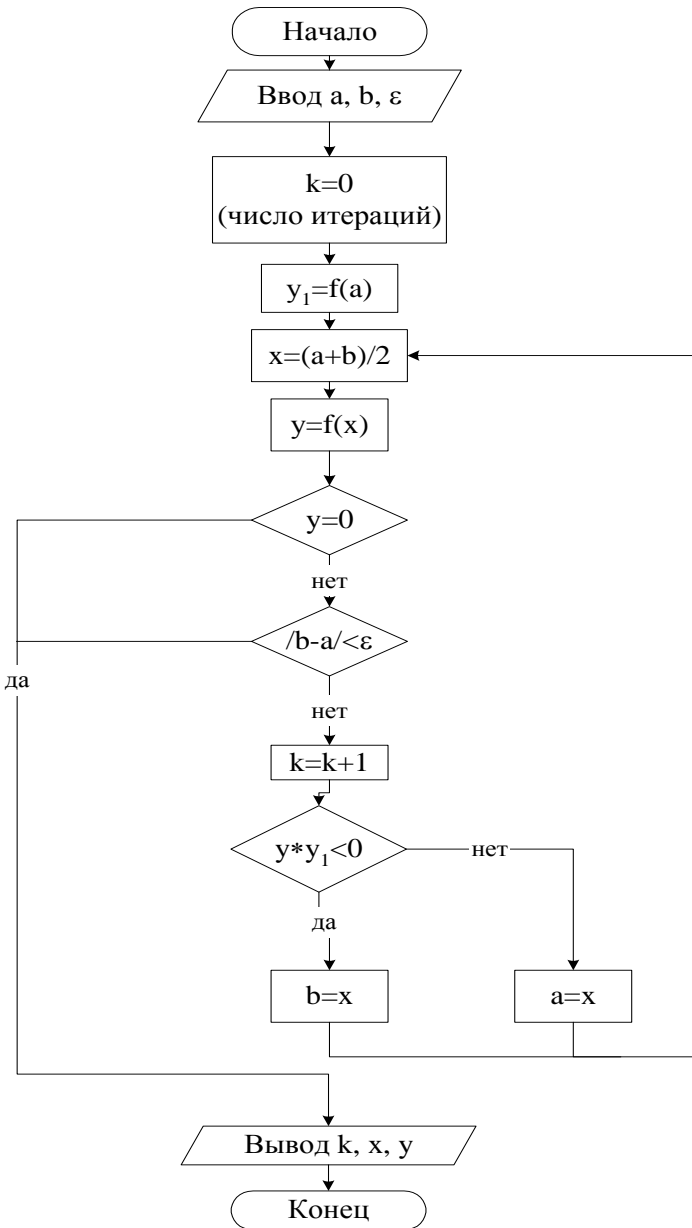 Начало
Ввод a, b, ε
k=0
(число итераций)
y₁=f(a)
x=(a+b)/2
y=f(x)
y=0
нет
/b-a/<ε
да
нет
k=k+1
y*y₁<0
нет
да
b=x
a=x
Вывод k, x, y
Конец